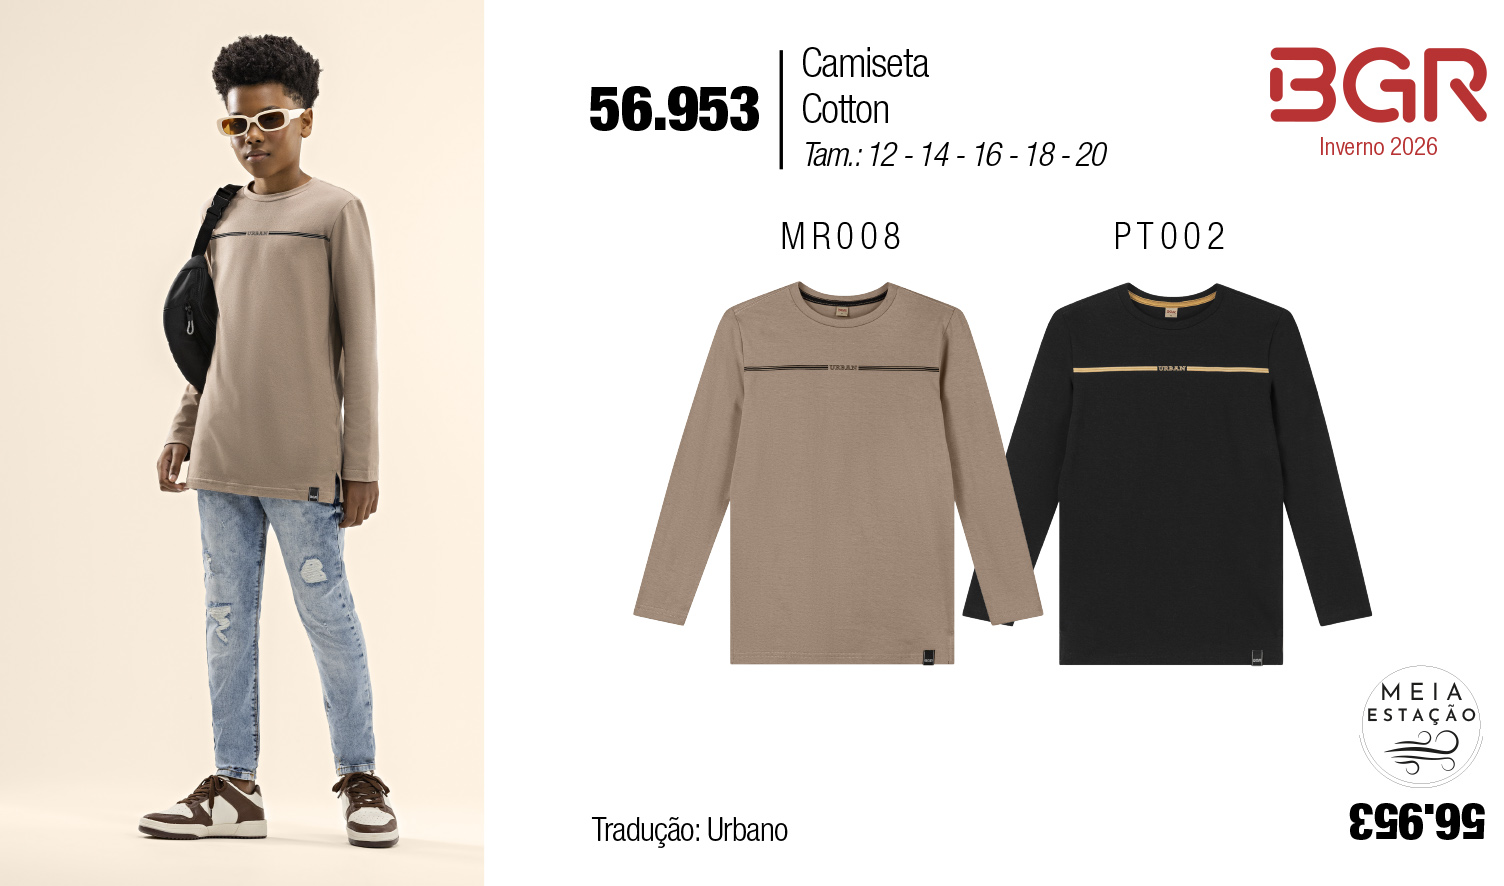 56.953
Camiseta
Cotton
Tam.: 12 - 14 - 16 - 18 - 20
BGR
Inverno 2026
MR008
PT002
URBAN
URBAN
URBAN
MEIA
ESTAÇÃO
Tradução: Urbano
56.953